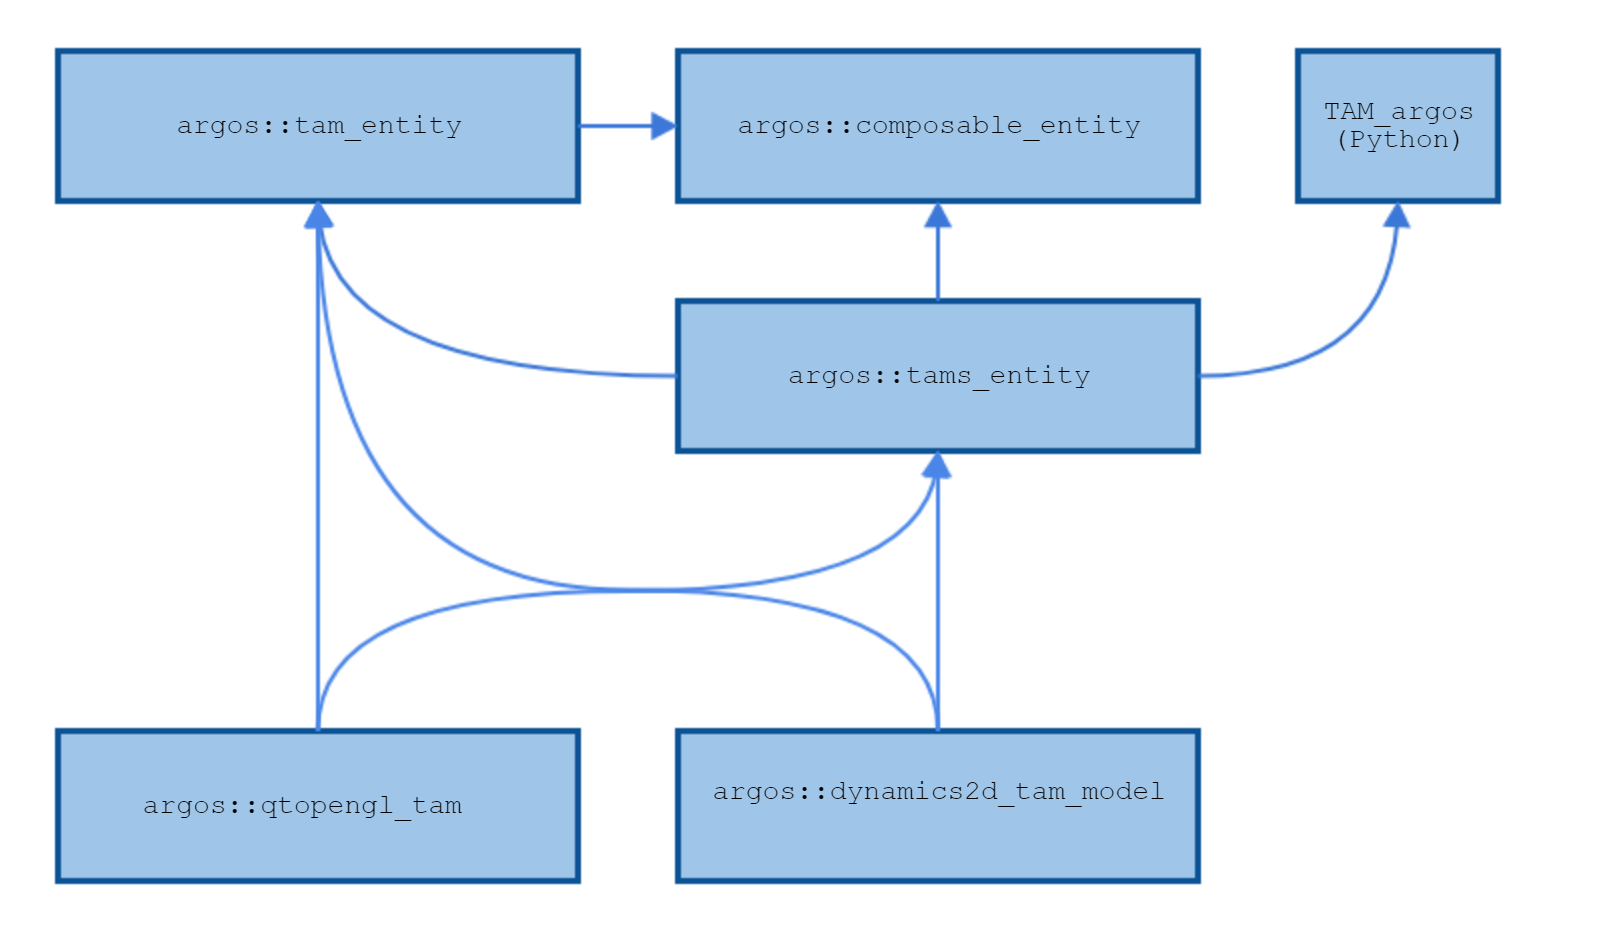 argos::tam_entity
argos::composable_entity
TAM_argos
(Python)
argos::tams_entity
argos::qtopengl_tam
argos::dynamics2d_tam_model